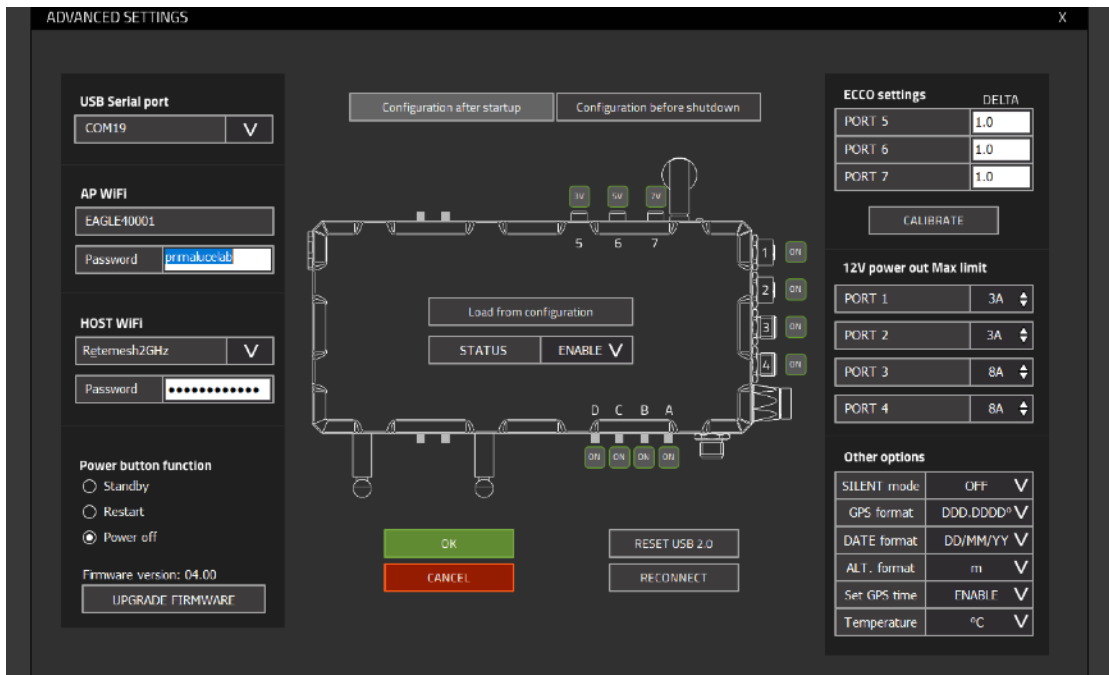 ADVANCED SETTINGS X
USB Serial port
COM19 V
AP WiFi
EAGLE40001
Password primalucelab
HOST WiFi
Retemesh2GHz V
Password ●●●●●●●●●●●●
Power button function
Standby
Restart
Power off
Firmware version: 04.00
UPGRADE FIRMWARE
Configuration after startup Configuration before shutdown
3V 5V 7V
5 6 7
1 ON
2 ON
3 ON
4 ON
Load from configuration
STATUS ENABLE V
D C B A
ON ON ON ON
OK RESET USB 2.0
CANCEL RECONNECT
ECCO settings DELTA
PORT 5 1.0
PORT 6 1.0
PORT 7 1.0
CALIBRATE
12V power out Max limit
PORT 1 3A
PORT 2 3A
PORT 3 8A
PORT 4 8A
Other options
SILENT mode OFF V
GPS format DDD.DDDD° V
DATE format DD/MM/YY V
ALT. format m V
Set GPS time ENABLE V
Temperature °C V